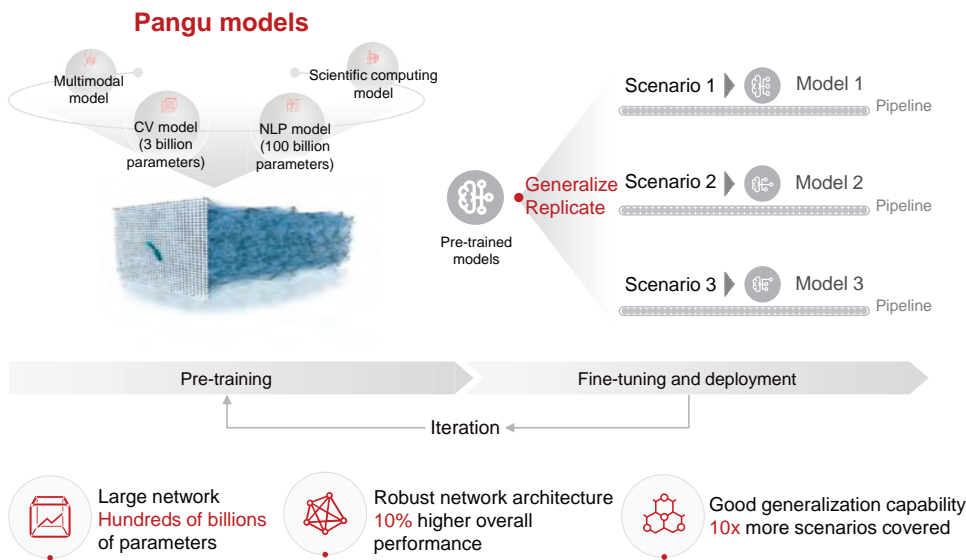 Pangu models
Multimodal
model
Scientific computing
model
CV model
(3 billion
parameters)
NLP model
(100 billion
parameters)
Pre-trained
models
Generalize
Replicate
Scenario 1
Model 1
Pipeline
Scenario 2
Model 2
Pipeline
Scenario 3
Model 3
Pipeline
Pre-training
Fine-tuning and deployment
Iteration
Large network
Hundreds of billions
of parameters
Robust network architecture
10% higher overall
performance
Good generalization capability
10x more scenarios covered